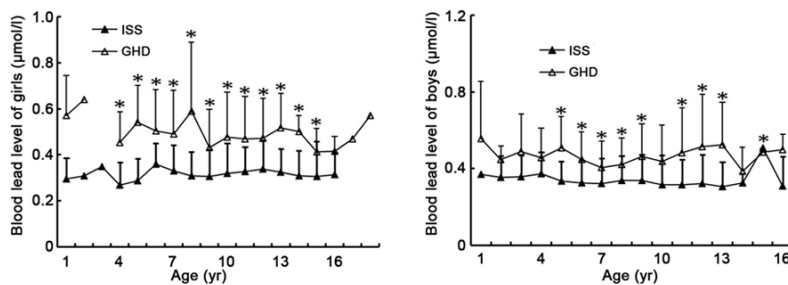 Blood lead level of girls (μmol/l)
1.0
0.8
0.6
0.4
0.2
0
ISS
GHD
* * * * * * * * * * * *
1 4 7 10 13 16
Age (yr)
Blood lead level of boys (μmol/l)
1.2
0.8
0.4
0
ISS
GHD
* * * * * * * * *
1 4 7 10 13 16
Age (yr)